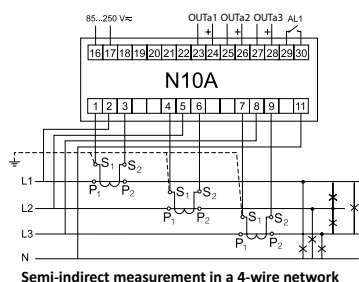 85...250 V≂ OUTa1 OUTa2 OUTa3 AL1
+ + +
16 17 18 19 20 21 22 23 24 25 26 27 28 29 30
N10A
1 2 3 4 5 6 7 8 9 11
S1 S2
L1 P1 P2
S1 S2
L2 P1 P2
S1 S2
L3 P1 P2
N
Semi-indirect measurement in a 4-wire network